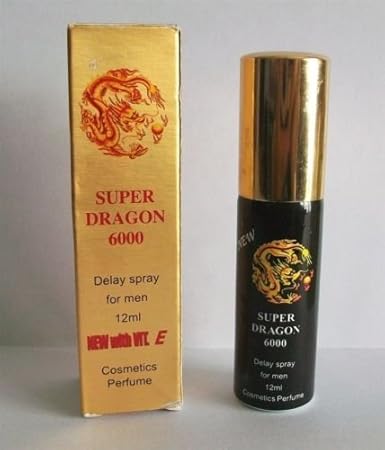 SUPER
DRAGON
6000
Delay spray
for men
12ml
NEW with VIT. E
Cosmetics
Perfume
NEW
SUPER
DRAGON
6000
Delay spray
for men
12ml
Cosmetics Perfume